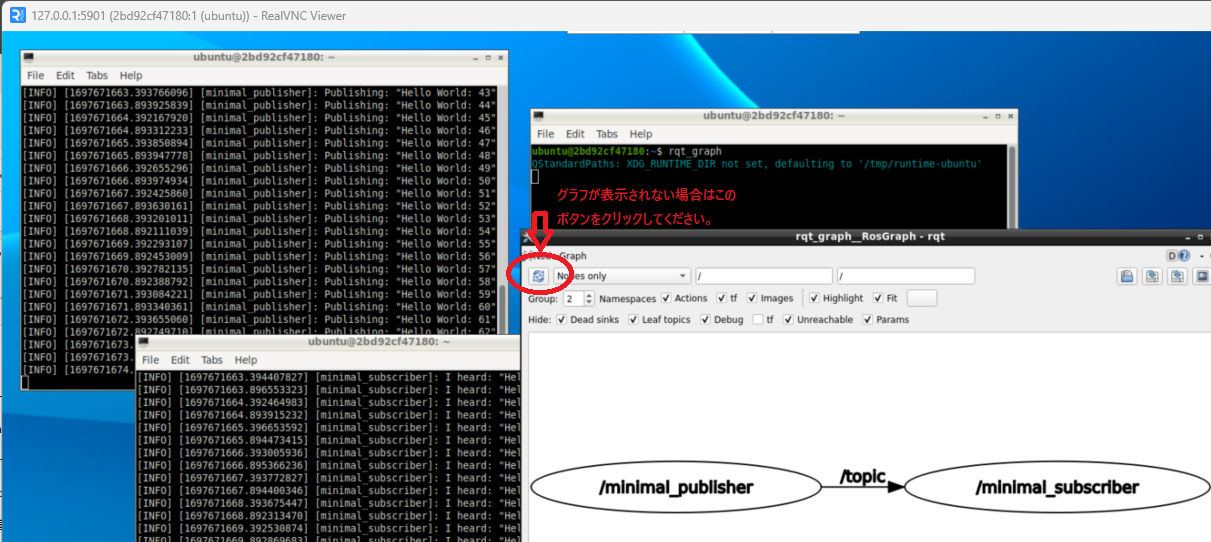 127.0.0.1:5901 (2bd92cf47180:1 (ubuntu)) - RealVNC Viewer
ubuntu@2bd92cf47180: ~
File Edit Tabs Help
[INFO] [1697671663.393766096] [minimal_publisher]: Publishing: "Hello World: 43"
[INFO] [1697671663.893925839] [minimal_publisher]: Publishing: "Hello World: 44"
[INFO] [1697671664.392167920] [minimal_publisher]: Publishing: "Hello World: 45"
[INFO] [1697671664.893312233] [minimal_publisher]: Publishing: "Hello World: 46"
[INFO] [1697671665.393850894] [minimal_publisher]: Publishing: "Hello World: 47"
[INFO] [1697671665.893947778] [minimal_publisher]: Publishing: "Hello World: 48"
[INFO] [1697671666.392655296] [minimal_publisher]: Publishing: "Hello World: 49"
[INFO] [1697671666.893974934] [minimal_publisher]: Publishing: "Hello World: 50"
[INFO] [1697671667.392425860] [minimal_publisher]: Publishing: "Hello World: 51"
[INFO] [1697671667.893630161] [minimal_publisher]: Publishing: "Hello World: 52"
[INFO] [1697671668.393201011] [minimal_publisher]: Publishing: "Hello World: 53"
[INFO] [1697671668.892111039] [minimal_publisher]: Publishing: "Hello World: 54"
[INFO] [1697671669.392293107] [minimal_publisher]: Publishing: "Hello World: 55"
[INFO] [1697671669.892453009] [minimal_publisher]: Publishing: "Hello World: 56"
[INFO] [1697671670.392782135] [minimal_publisher]: Publishing: "Hello World: 57"
[INFO] [1697671670.892388792] [minimal_publisher]: Publishing: "Hello World: 58"
[INFO] [1697671671.393084221] [minimal_publisher]: Publishing: "Hello World: 59"
[INFO] [1697671671.893340361] [minimal_publisher]: Publishing: "Hello World: 60"
[INFO] [1697671672.393655060] [minimal_publisher]: Publishing: "Hello World: 61"
[INFO] [1697671672.892749710] [minimal_publisher]: Publishing: "Hello World: 62"
[INFO] [1697671673.
[INFO] [1697671673.
[INFO] [1697671674.
ubuntu@2bd92cf47180: ~
File Edit Tabs Help
[INFO] [1697671663.394407827] [minimal_subscriber]: I heard: "Hel
[INFO] [1697671663.896553323] [minimal_subscriber]: I heard: "Hel
[INFO] [1697671664.392464983] [minimal_subscriber]: I heard: "Hel
[INFO] [1697671664.893915232] [minimal_subscriber]: I heard: "Hel
[INFO] [1697671665.396653592] [minimal_subscriber]: I heard: "Hel
[INFO] [1697671665.894473415] [minimal_subscriber]: I heard: "Hel
[INFO] [1697671666.393005936] [minimal_subscriber]: I heard: "Hel
[INFO] [1697671666.895366236] [minimal_subscriber]: I heard: "Hel
[INFO] [1697671667.393772827] [minimal_subscriber]: I heard: "Hel
[INFO] [1697671667.894400346] [minimal_subscriber]: I heard: "Hel
[INFO] [1697671668.393675447] [minimal_subscriber]: I heard: "Hel
[INFO] [1697671668.892313470] [minimal_subscriber]: I heard: "Hel
[INFO] [1697671669.392530874] [minimal_subscriber]: I heard: "Hel
[INFO] [1697671669.892869683] [minimal_subscriber]: I heard: "Hel
ubuntu@2bd92cf47180: ~
File Edit Tabs Help
ubuntu@2bd92cf47180:~$ rqt_graph
QStandardPaths: XDG_RUNTIME_DIR not set, defaulting to '/tmp/runtime-ubuntu'
グラフが表示されない場合はこの
ボタンをクリックしてください。
rqt_graph__RosGraph - rqt
Graph
D
Nodes only / /
Group: 2 Namespaces Actions tf Images Highlight Fit
Hide: Dead sinks Leaf topics Debug tf Unreachable Params
/minimal_publisher /topic /minimal_subscriber